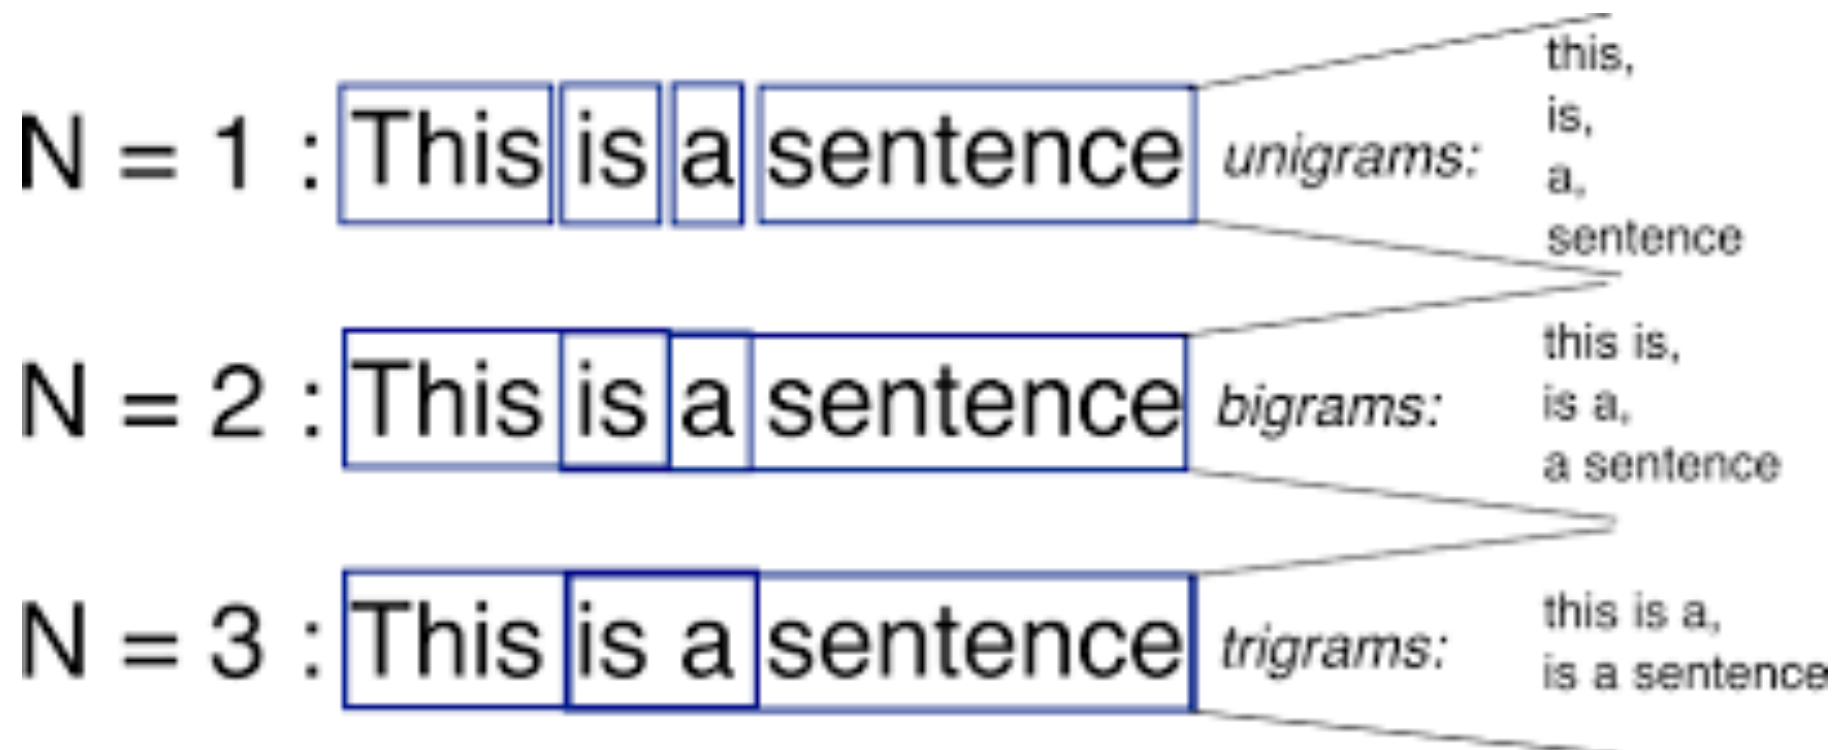 N = 1 : This is a sentence unigrams:
this,
is,
a,
sentence
N = 2 : This is a sentence bigrams:
this is,
is a,
a sentence
N = 3 : This is a sentence trigrams:
this is a,
is a sentence